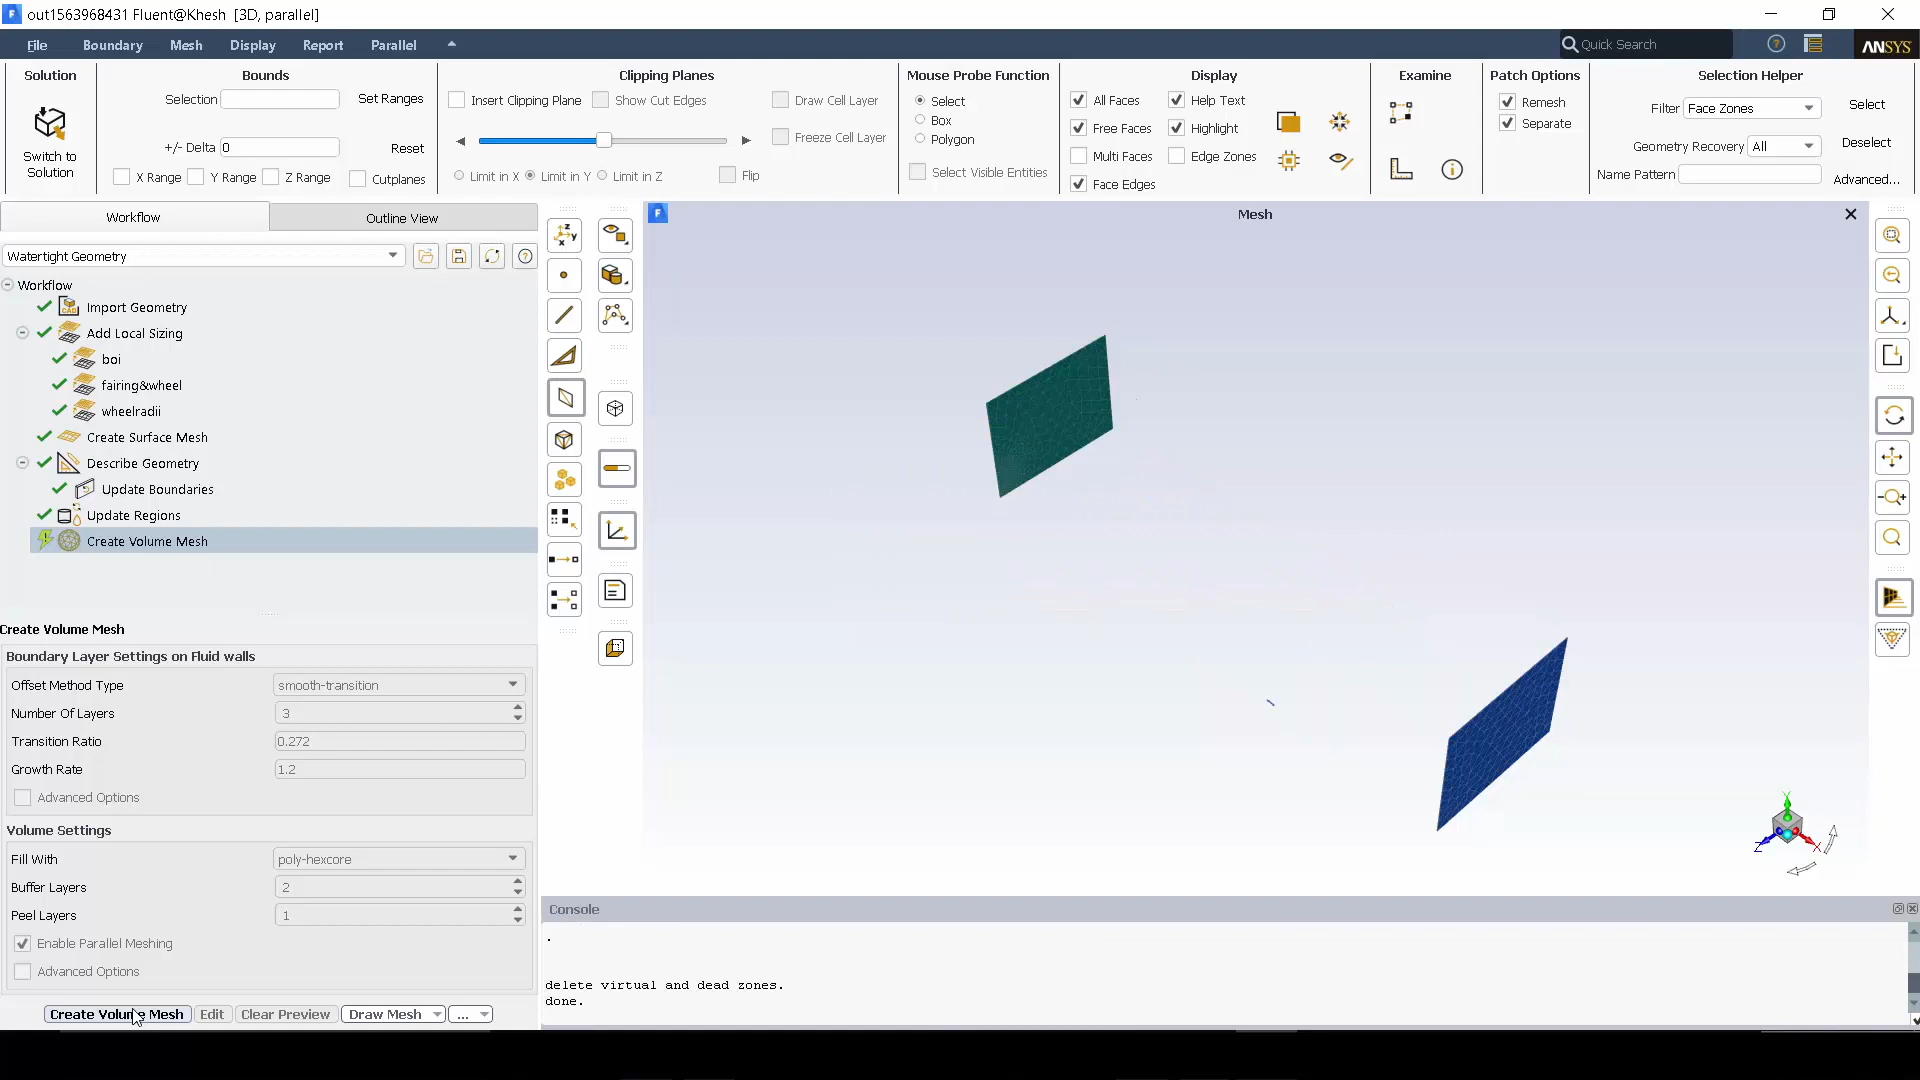 out1563968431 Fluent@Khesh [3D, parallel]
File Boundary Mesh Display Report Parallel
Quick Search
ANSYS
Solution
Switch to
Solution
Bounds
Selection
Set Ranges
+/- Delta 0
Reset
X Range Y Range Z Range Cutplanes
Clipping Planes
Insert Clipping Plane Show Cut Edges Draw Cell Layer
Freeze Cell Layer
Limit in X Limit in Y Limit in Z Flip
Mouse Probe Function
Select
Box
Polygon
Select Visible Entities
Display
All Faces Help Text
Free Faces Highlight
Multi Faces Edge Zones
Face Edges
Examine
Patch Options
Remesh
Separate
Selection Helper
Filter Face Zones Select
Geometry Recovery All Deselect
Name Pattern Advanced...
Workflow Outline View
Watertight Geometry
Workflow
Import Geometry
Add Local Sizing
boi
fairing&wheel
wheelradii
Create Surface Mesh
Describe Geometry
Update Boundaries
Update Regions
Create Volume Mesh
Create Volume Mesh
Boundary Layer Settings on Fluid walls
Offset Method Type smooth-transition
Number Of Layers 3
Transition Ratio 0.272
Growth Rate 1.2
Advanced Options
Volume Settings
Fill With poly-hexcore
Buffer Layers 2
Peel Layers 1
Enable Parallel Meshing
Advanced Options
Create Volume Mesh Edit Clear Preview Draw Mesh ...
Mesh
Y
Z X
Console
.
delete virtual and dead zones.
done.